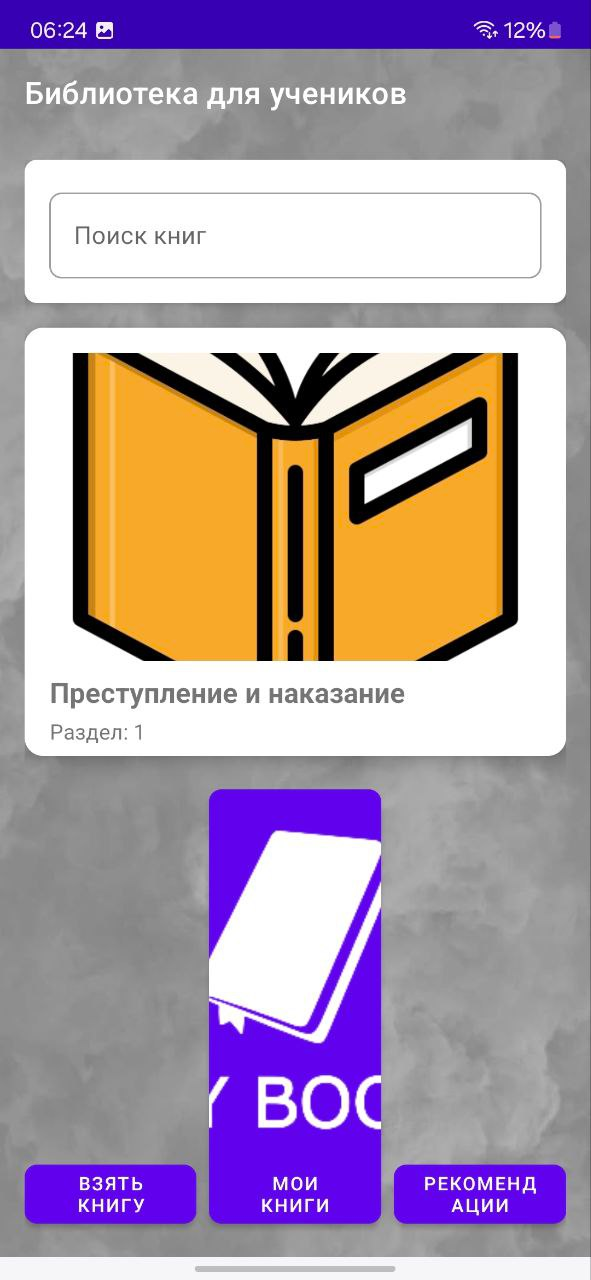 06:24
12%
Библиотека для учеников
Поиск книг
Преступление и наказание
Раздел: 1
Y BOO
ВЗЯТЬ
КНИГУ
МОИ
КНИГИ
РЕКОМЕНД
АЦИИ